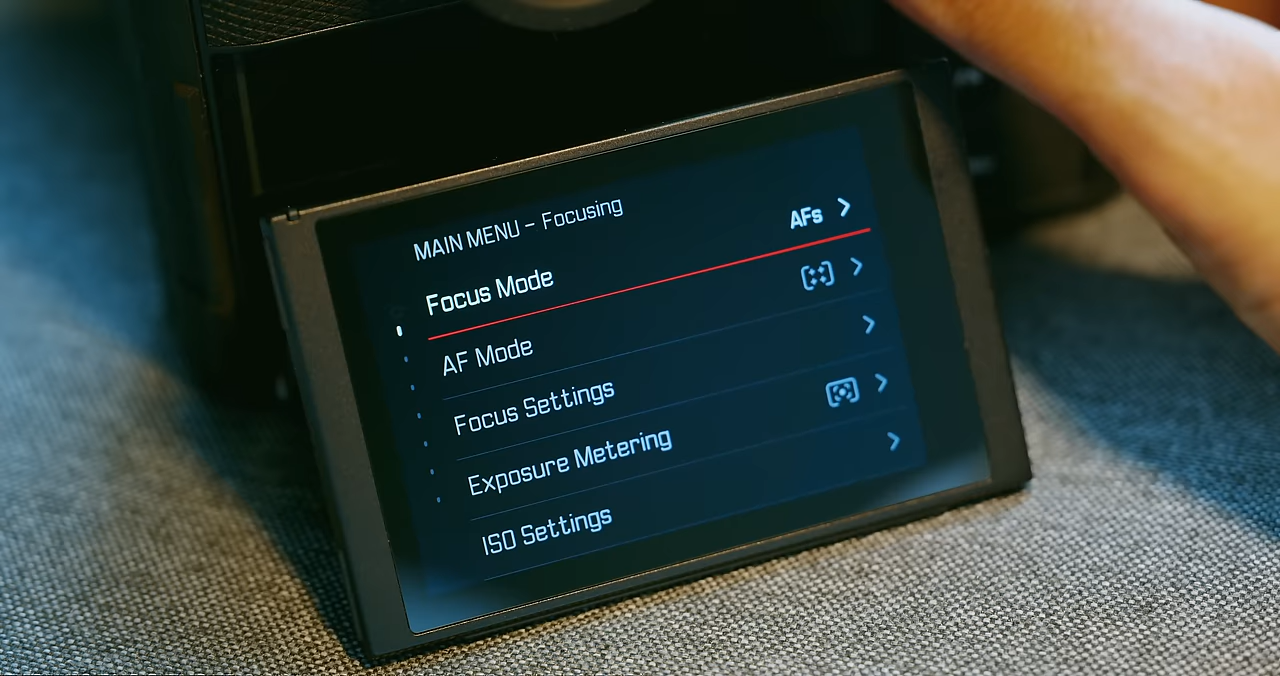 MAIN MENU – Focusing
Focus Mode AFs
AF Mode
Focus Settings
Exposure Metering
ISO Settings